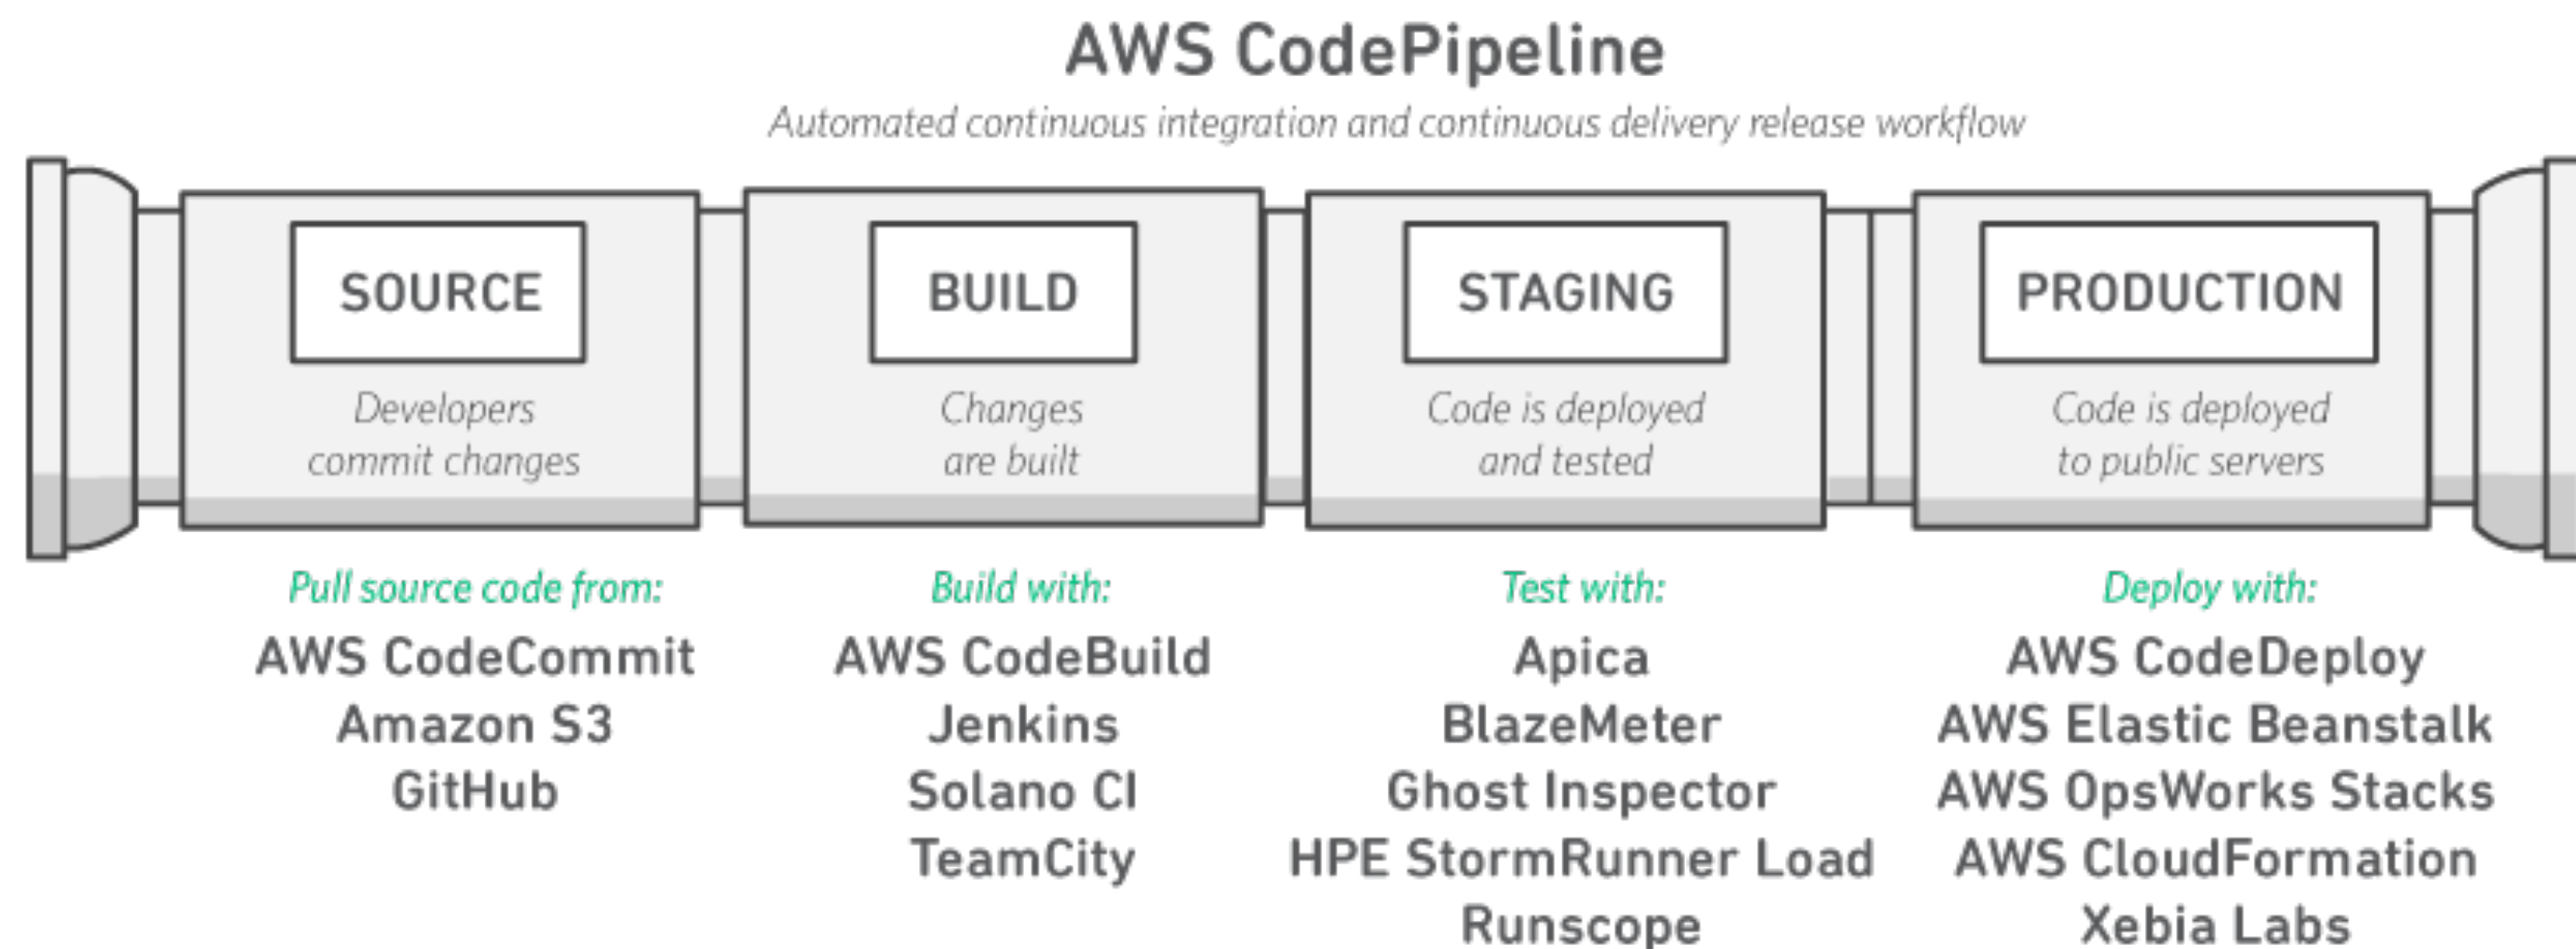 AWS CodePipeline
Automated continuous integration and continuous delivery release workflow
SOURCE
Developers
commit changes
BUILD
Changes
are built
STAGING
Code is deployed
and tested
PRODUCTION
Code is deployed
to public servers
Pull source code from:
AWS CodeCommit
Amazon S3
GitHub
Build with:
AWS CodeBuild
Jenkins
Solano CI
TeamCity
Test with:
Apica
BlazeMeter
Ghost Inspector
HPE StormRunner Load
Runscope
Deploy with:
AWS CodeDeploy
AWS Elastic Beanstalk
AWS OpsWorks Stacks
AWS CloudFormation
Xebia Labs